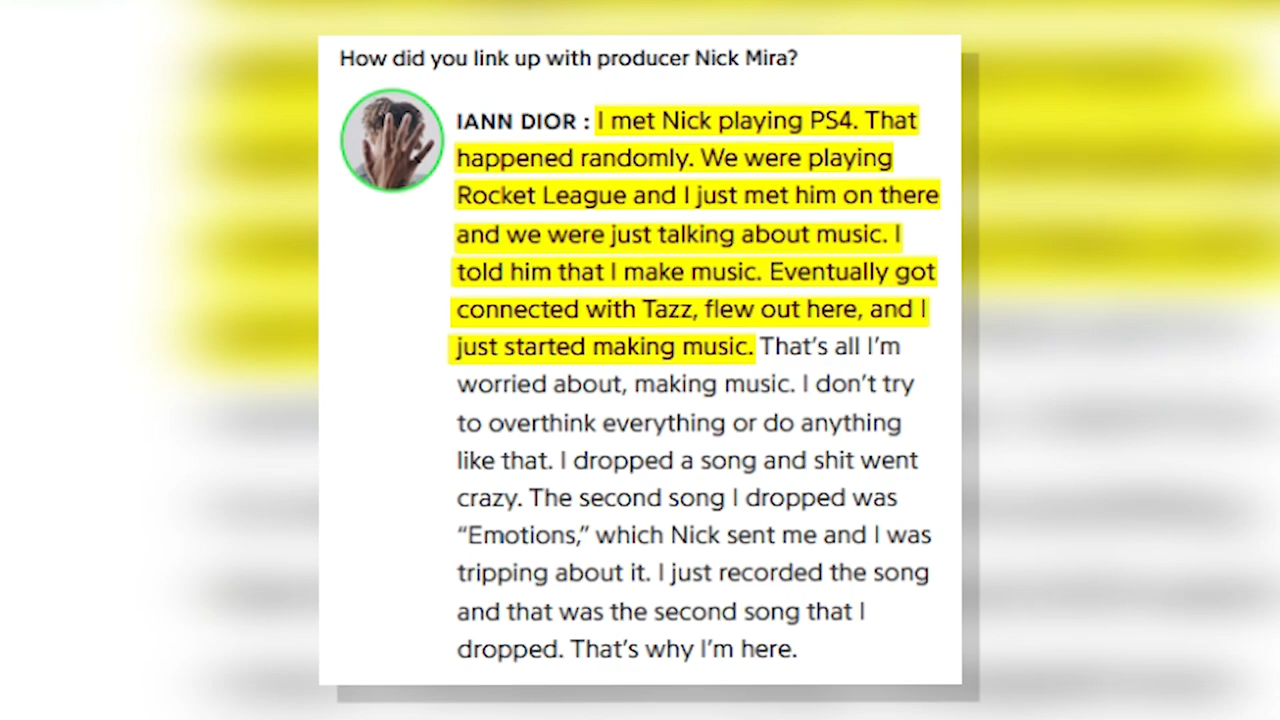 How did you link up with producer Nick Mira?
IANN DIOR : I met Nick playing PS4. That
happened randomly. We were playing
Rocket League and I just met him on there
and we were just talking about music. I
told him that I make music. Eventually got
connected with Tazz, flew out here, and I
just started making music. That's all I'm
worried about, making music. I don't try
to overthink everything or do anything
like that. I dropped a song and shit went
crazy. The second song I dropped was
“Emotions,” which Nick sent me and I was
tripping about it. I just recorded the song
and that was the second song that I
dropped. That's why I'm here.